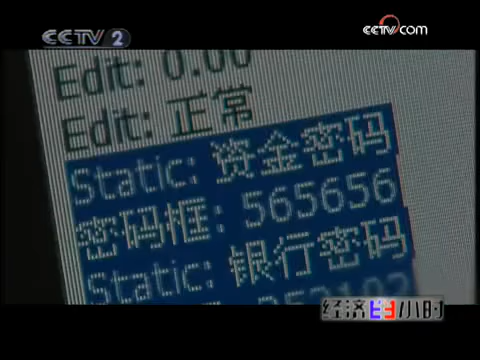 CCTV 2
CCTV.com
Edit: 0.00
Edit: 正常
Static: 资金密码
密码框: 565656
Static: 银行密码
经济半小时